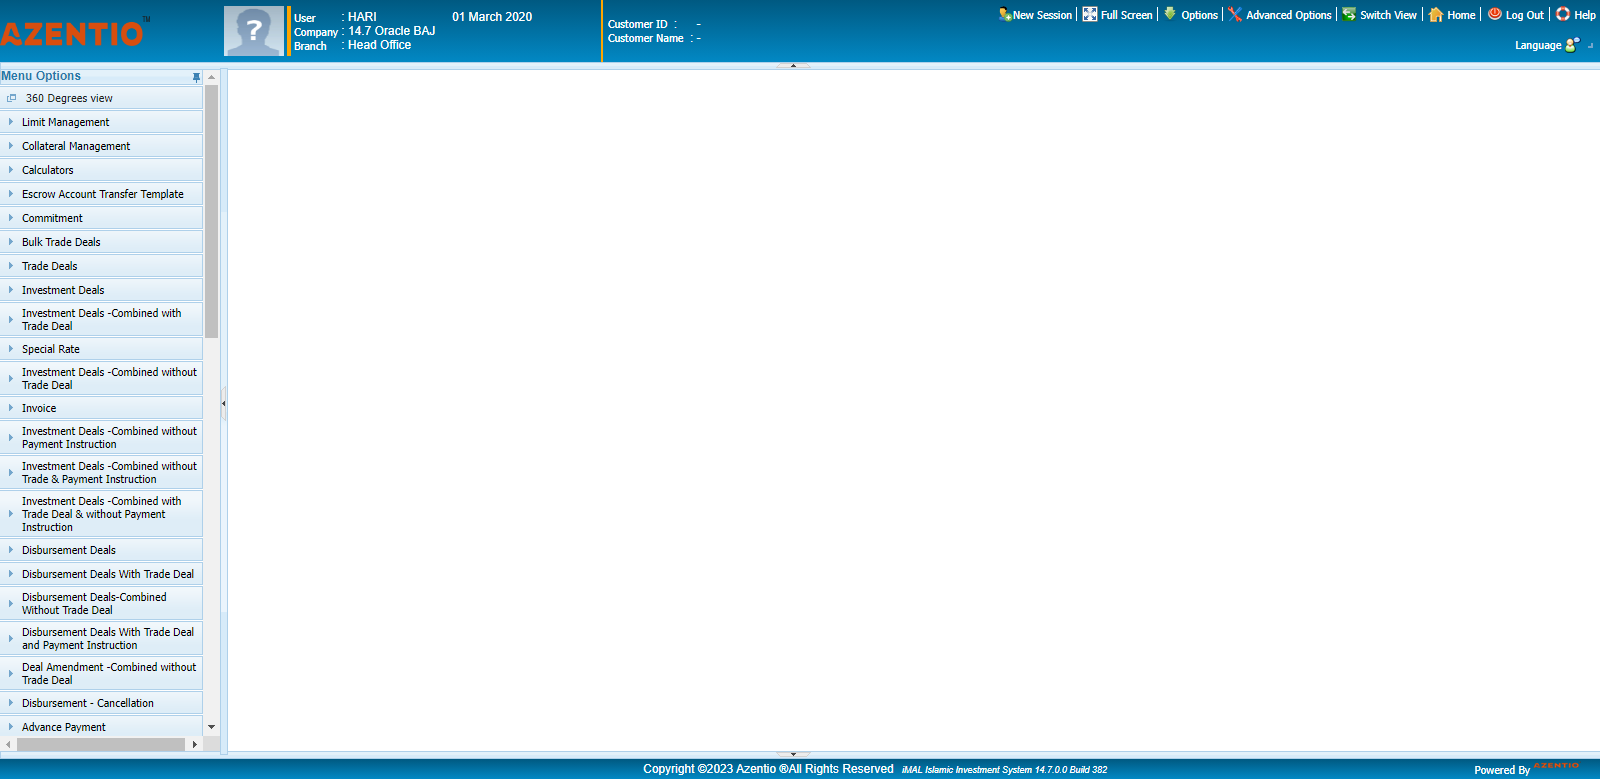 AZENTIO™
User : HARI 01 March 2020
Company : 14.7 Oracle BAJ
Branch : Head Office
Customer ID : -
Customer Name : -
New Session | Full Screen | Options | Advanced Options | Switch View | Home | Log Out | Help
Language
Menu Options
360 Degrees view
Limit Management
Collateral Management
Calculators
Escrow Account Transfer Template
Commitment
Bulk Trade Deals
Trade Deals
Investment Deals
Investment Deals -Combined with
Trade Deal
Special Rate
Investment Deals -Combined without
Trade Deal
Invoice
Investment Deals -Combined without
Payment Instruction
Investment Deals -Combined without
Trade & Payment Instruction
Investment Deals -Combined with
Trade Deal & without Payment
Instruction
Disbursement Deals
Disbursement Deals With Trade Deal
Disbursement Deals-Combined
Without Trade Deal
Disbursement Deals With Trade Deal
and Payment Instruction
Deal Amendment -Combined without
Trade Deal
Disbursement - Cancellation
Advance Payment
Copyright ©2023 Azentio ®All Rights Reserved iMAL Islamic Investment System 14.7.0.0 Build 382
Powered By AZENTIO